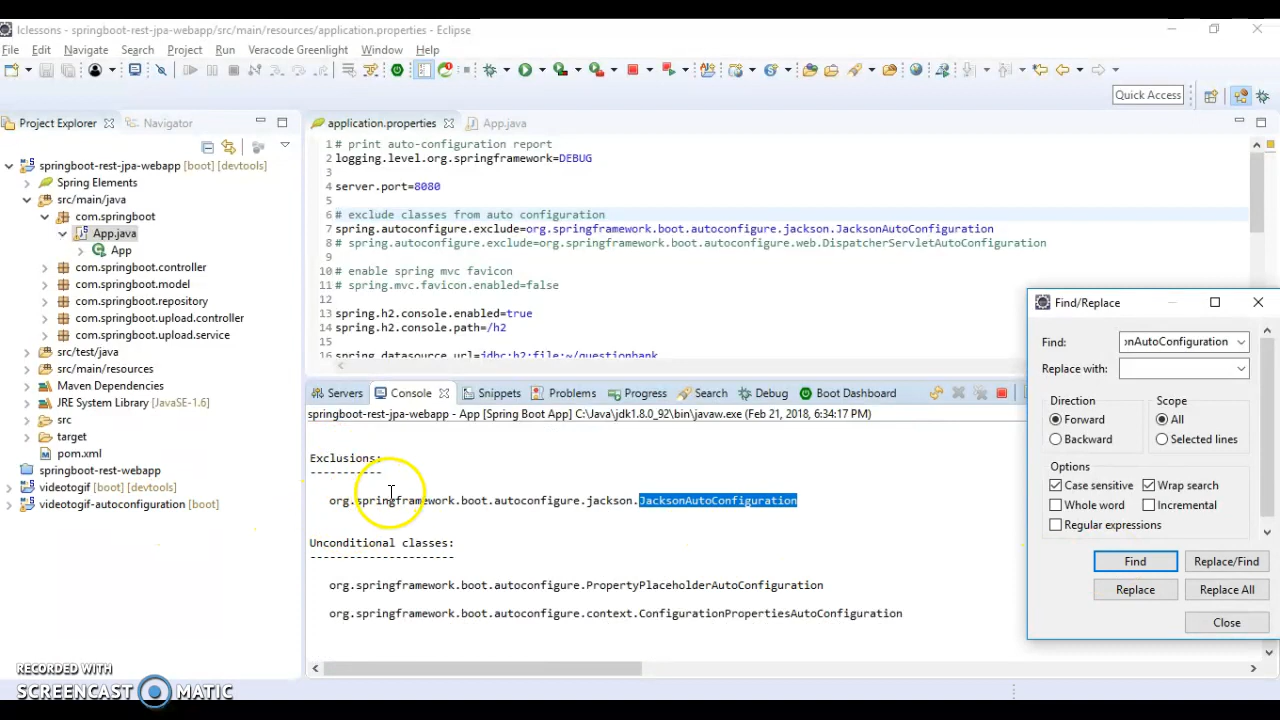 lclessons - springboot-rest-jpa-webapp/src/main/resources/application.properties - Eclipse
File Edit Navigate Search Project Run Veracode Greenlight Window Help
Quick Access
Project Explorer Navigator
application.properties App.java
springboot-rest-jpa-webapp [boot] [devtools]
Spring Elements
src/main/java
com.springboot
App.java
App
com.springboot.controller
com.springboot.model
com.springboot.repository
com.springboot.upload.controller
com.springboot.upload.service
src/test/java
src/main/resources
Maven Dependencies
JRE System Library [JavaSE-1.6]
src
target
pom.xml
springboot-rest-webapp
videotogif [boot] [devtools]
videotogif-autoconfiguration [boot]
1 # print auto-configuration report
2 logging.level.org.springframework=DEBUG
3
4 server.port=8080
5
6 # exclude classes from auto configuration
7 spring.autoconfigure.exclude=org.springframework.boot.autoconfigure.jackson.JacksonAutoConfiguration
8 # spring.autoconfigure.exclude=org.springframework.boot.autoconfigure.web.DispatcherServletAutoConfiguration
9
10 # enable spring mvc favicon
11 # spring.mvc.favicon.enabled=false
12
13 spring.h2.console.enabled=true
14 spring.h2.console.path=/h2
15
16 spring.datasource.url=jdbc:h2:file:~/questionbank
Servers Console Snippets Problems Progress Search Debug Boot Dashboard
springboot-rest-jpa-webapp - App [Spring Boot App] C:\Java\jdk1.8.0_92\bin\javaw.exe (Feb 21, 2018, 6:34:17 PM)
Exclusions:
-----------
org.springframework.boot.autoconfigure.jackson.JacksonAutoConfiguration
Unconditional classes:
----------------------
org.springframework.boot.autoconfigure.PropertyPlaceholderAutoConfiguration
org.springframework.boot.autoconfigure.context.ConfigurationPropertiesAutoConfiguration
Find/Replace
Find: onAutoConfiguration
Replace with:
Direction Scope
Forward All
Backward Selected lines
Options
Case sensitive Wrap search
Whole word Incremental
Regular expressions
Find Replace/Find
Replace Replace All
Close
RECORDED WITH
SCREENCAST MATIC